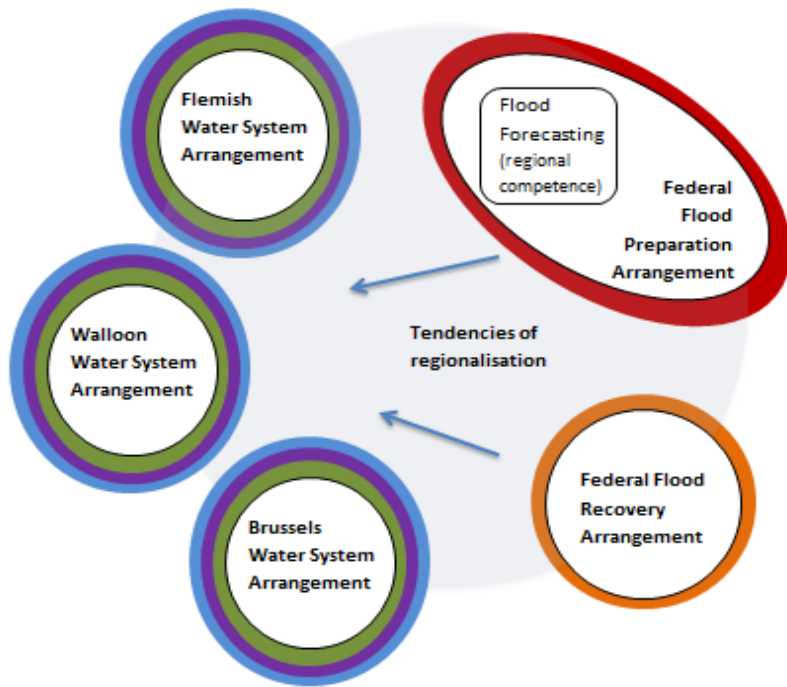 Flemish
Water System
Arrangement
Flood
Forecasting
(regional
competence)
Federal
Flood
Preparation
Arrangement
Walloon
Water System
Arrangement
Tendencies of
regionalisation
Brussels
Water System
Arrangement
Federal Flood
Recovery
Arrangement